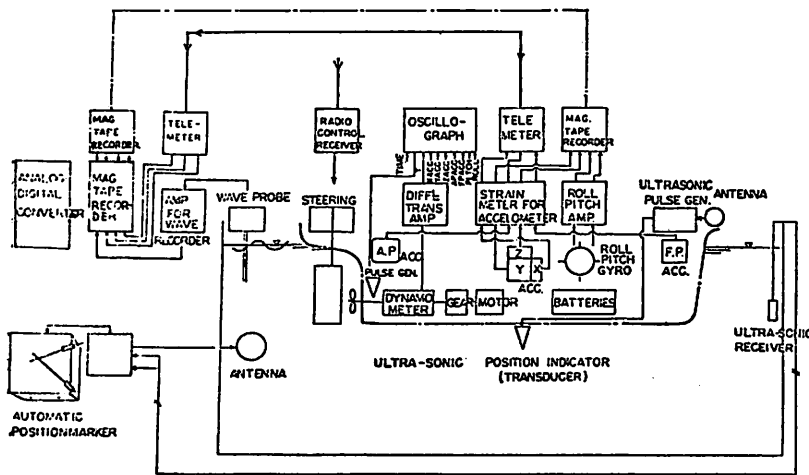 MAG
TAPE
RECORDER
TELE-
METER
RADIO
CONTROL
RECEIVER
OSCILLO-
GRAPH
TELE
METER
MAG.
TAPE
RECORDER
ANALOG
DIGITAL
CONVERTER
MAG
TAPE
RECOR-
DER
AMP
FOR WAVE
RECORDER
WAVE PROBE
STEERING
TIME
PITCH
ROLL
DIFFL
TRANS
AMP
STRAIN
METER FOR
ACCELOMETER
ROLL
PITCH
AMP.
ULTRASONIC
PULSE GEN.
ANTENNA
A.P.
ACC.
PULSE GEN.
Z
Y
X
ACC.
ROLL
PITCH
GYRO
F.P.
ACC.
DYNAMO
METER
GEAR
MOTOR
BATTERIES
ULTRA-SONIC
RECEIVER
ANTENNA
ULTRA-SONIC
POSITION INDICATOR
(TRANSDUCER)
AUTOMATIC
POSITIONMARKER